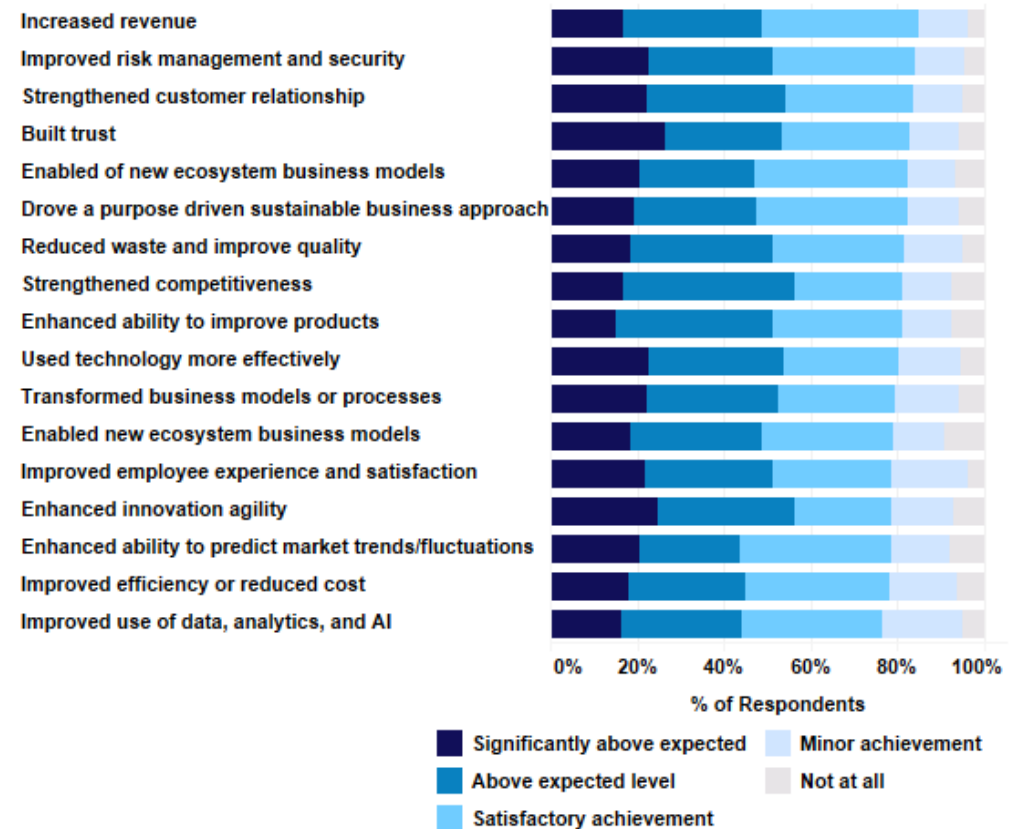 Increased revenue
Improved risk management and security
Strengthened customer relationship
Built trust
Enabled of new ecosystem business models
Drove a purpose driven sustainable business approach
Reduced waste and improve quality
Strengthened competitiveness
Enhanced ability to improve products
Used technology more effectively
Transformed business models or processes
Enabled new ecosystem business models
Improved employee experience and satisfaction
Enhanced innovation agility
Enhanced ability to predict market trends/fluctuations
Improved efficiency or reduced cost
Improved use of data, analytics, and AI
0% 20% 40% 60% 80% 100%
% of Respondents
Significantly above expected Minor achievement
Above expected level Not at all
Satisfactory achievement